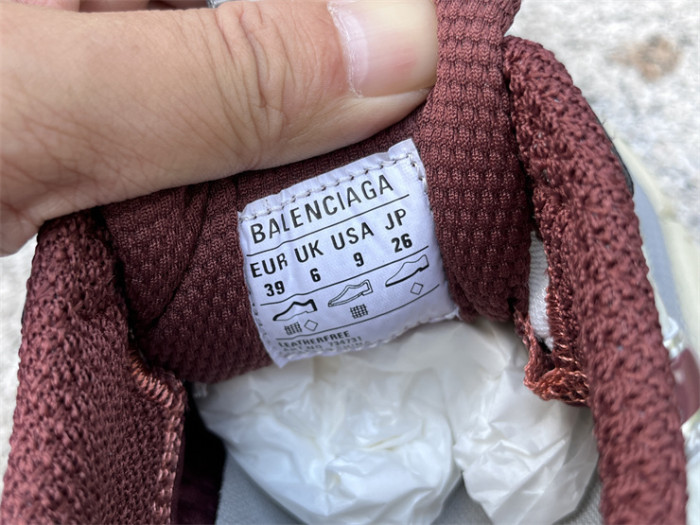 BALENCIAGA
EUR UK USA JP
39 6 9 26
LEATHERFREE